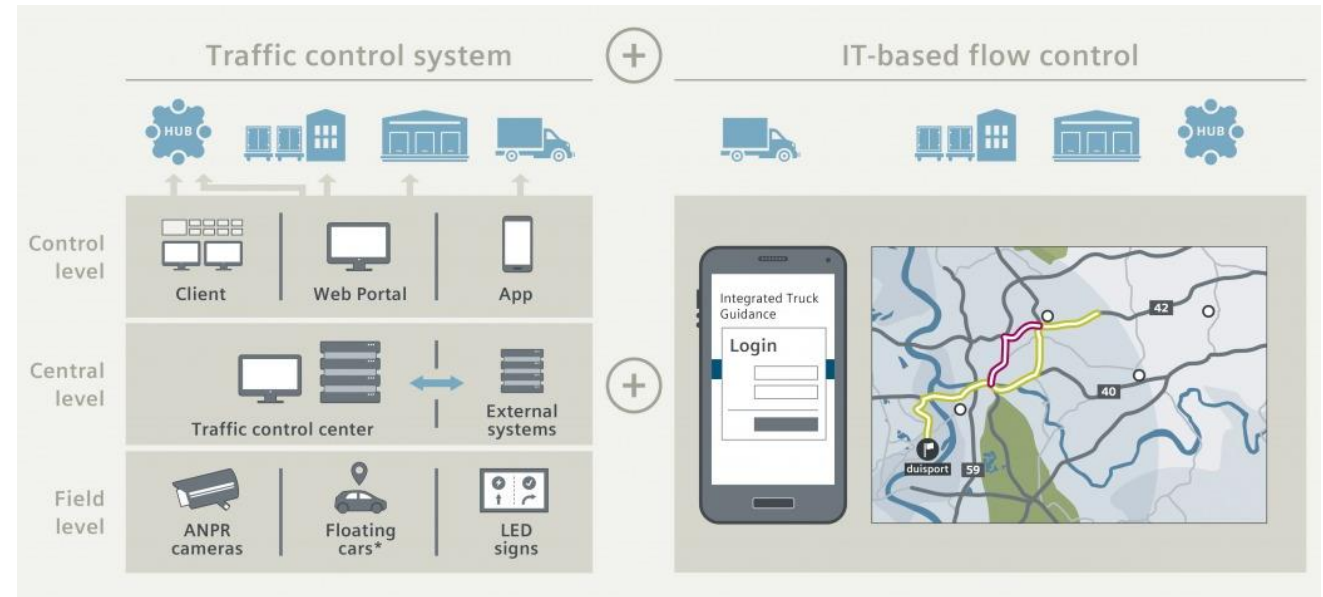 Traffic control system
IT-based flow control
HUB
HUB
Control
level
Client
Web Portal
App
Central
level
Traffic control center
External
systems
Field
level
ANPR
cameras
Floating
cars*
LED
signs
Integrated Truck
Guidance
Login
42
40
duisport
59